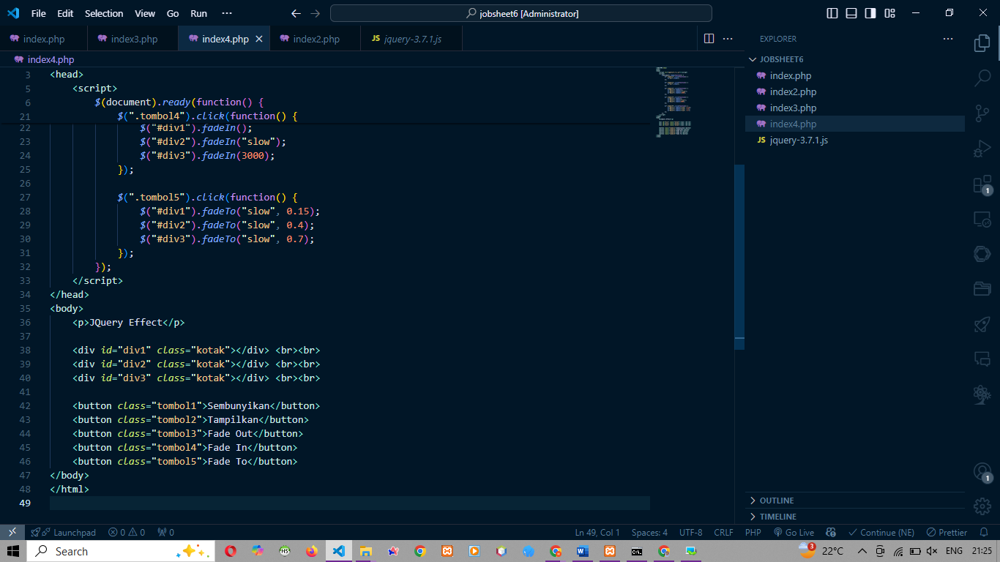 File Edit Selection View Go Run ··· jobsheet6 [Administrator]
index.php index3.php index4.php index2.php JS jquery-3.7.1.js
index4.php
3 <head>
5 <script>
6 $(document).ready(function() {
21 $(".tombol4").click(function() {
22 $("#div1").fadeIn();
23 $("#div2").fadeIn("slow");
24 $("#div3").fadeIn(3000);
25 });
26
27 $(".tombol5").click(function() {
28 $("#div1").fadeTo("slow", 0.15);
29 $("#div2").fadeTo("slow", 0.4);
30 $("#div3").fadeTo("slow", 0.7);
31 });
32 });
33 </script>
34 </head>
35 <body>
36 <p>JQuery Effect</p>
37
38 <div id="div1" class="kotak"></div> <br><br>
39 <div id="div2" class="kotak"></div> <br><br>
40 <div id="div3" class="kotak"></div> <br><br>
41
42 <button class="tombol1">Sembunyikan</button>
43 <button class="tombol2">Tampilkan</button>
44 <button class="tombol3">Fade Out</button>
45 <button class="tombol4">Fade In</button>
46 <button class="tombol5">Fade To</button>
47 </body>
48 </html>
49
EXPLORER
JOBSHEET6
index.php
index2.php
index3.php
index4.php
JS jquery-3.7.1.js
1
1
OUTLINE
TIMELINE
Launchpad 0 0 0 Ln 49, Col 1 Spaces: 4 UTF-8 CRLF PHP Go Live Continue (NE) Prettier
Search HS W 3 22°C ENG 21:25